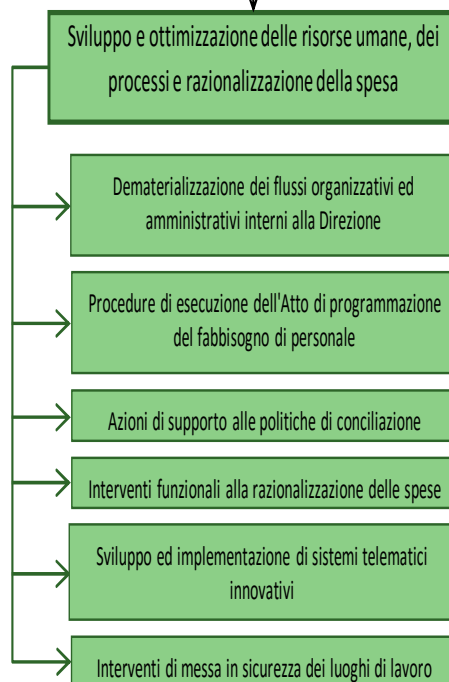 Sviluppo e ottimizzazione delle risorse umane, dei
processi e razionalizzazione della spesa
Dematerializzazione dei flussi organizzativi ed
amministrativi interni alla Direzione
Procedure di esecuzione dell'Atto di programmazione
del fabbisogno di personale
Azioni di supporto alle politiche di conciliazione
Interventi funzionali alla razionalizzazione delle spese
Sviluppo ed implementazione di sistemi telematici
innovativi
Interventi di messa in sicurezza dei luoghi di lavoro